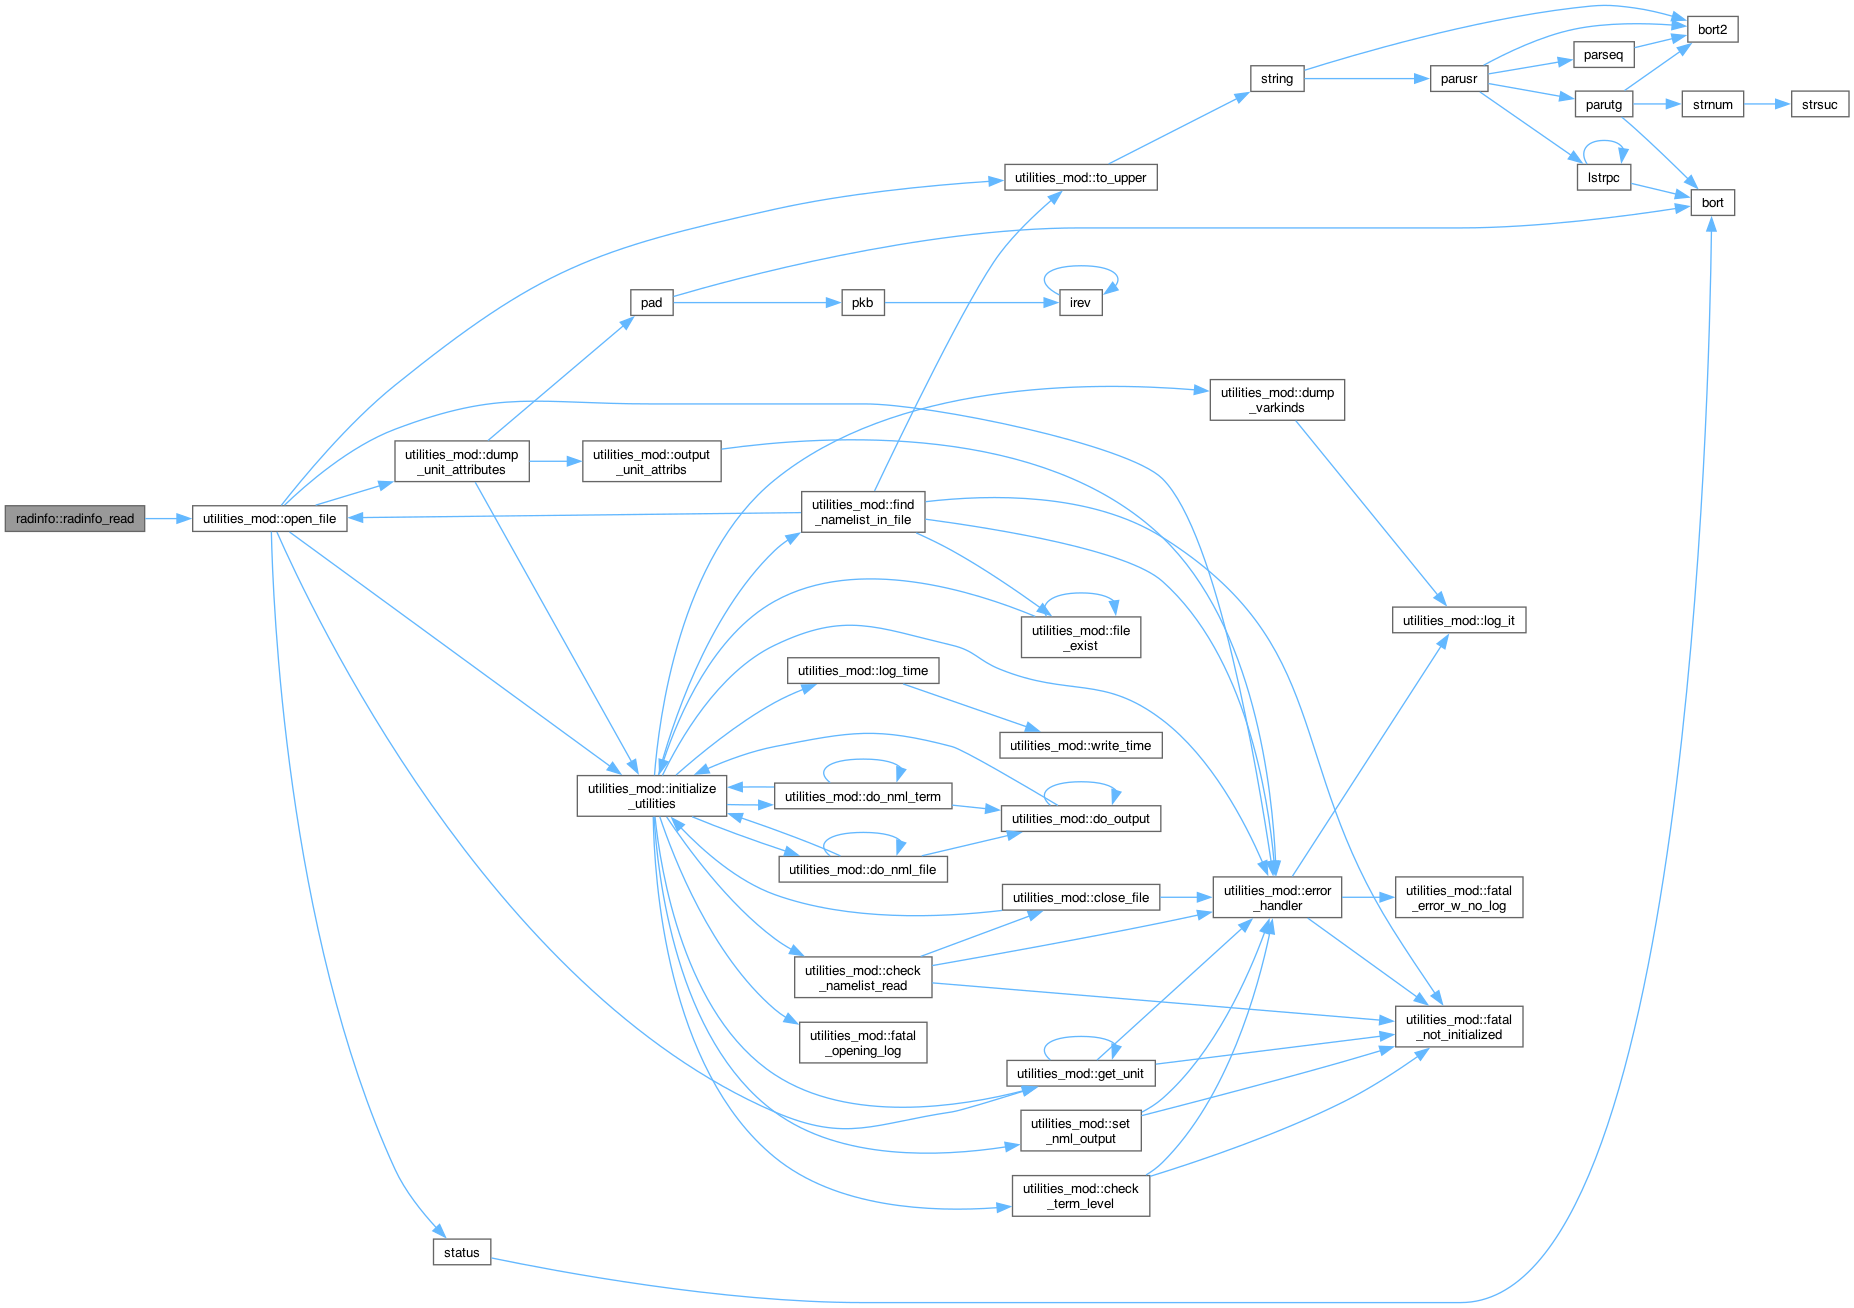 bort2
parseq
string
parusr
parutg
strnum
strsuc
utilities_mod::to_upper
lstrpc
bort
pad
pkb
irev
utilities_mod::dump
_varkinds
utilities_mod::dump
_unit_attributes
utilities_mod::output
_unit_attribs
radinfo::radinfo_read
utilities_mod::open_file
utilities_mod::find
_namelist_in_file
utilities_mod::log_it
utilities_mod::file
_exist
utilities_mod::log_time
utilities_mod::write_time
utilities_mod::initialize
_utilities
utilities_mod::do_nml_term
utilities_mod::do_output
utilities_mod::do_nml_file
utilities_mod::close_file
utilities_mod::error
_handler
utilities_mod::fatal
_error_w_no_log
utilities_mod::check
_namelist_read
utilities_mod::fatal
_opening_log
utilities_mod::fatal
_not_initialized
utilities_mod::get_unit
utilities_mod::set
_nml_output
utilities_mod::check
_term_level
status